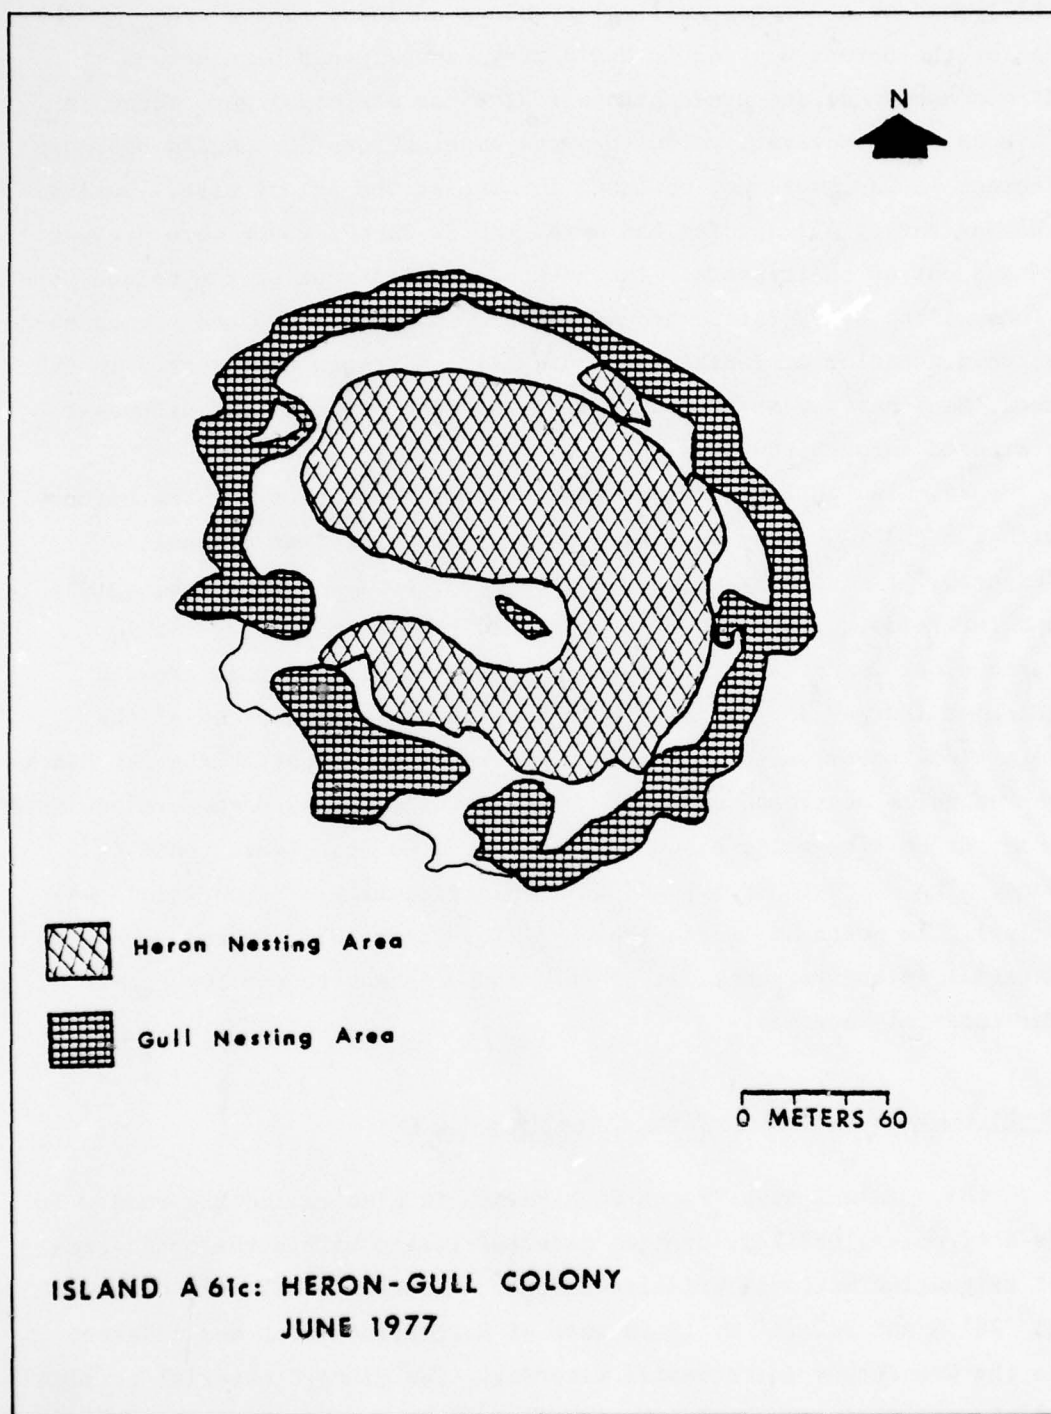 N
Heron Nesting Area
Gull Nesting Area
0 METERS 60
ISLAND A 61c: HERON-GULL COLONY
JUNE 1977